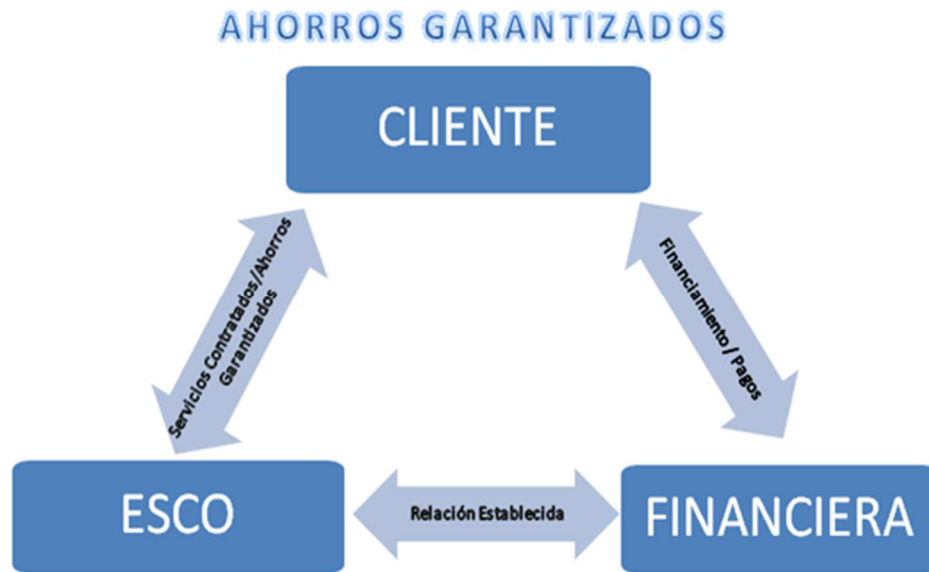 AHORROS GARANTIZADOS
CLIENTE
Servicios Contratados/Ahorros
Garantizados
Financiamiento / Pagos
ESCO
Relación Establecida
FINANCIERA